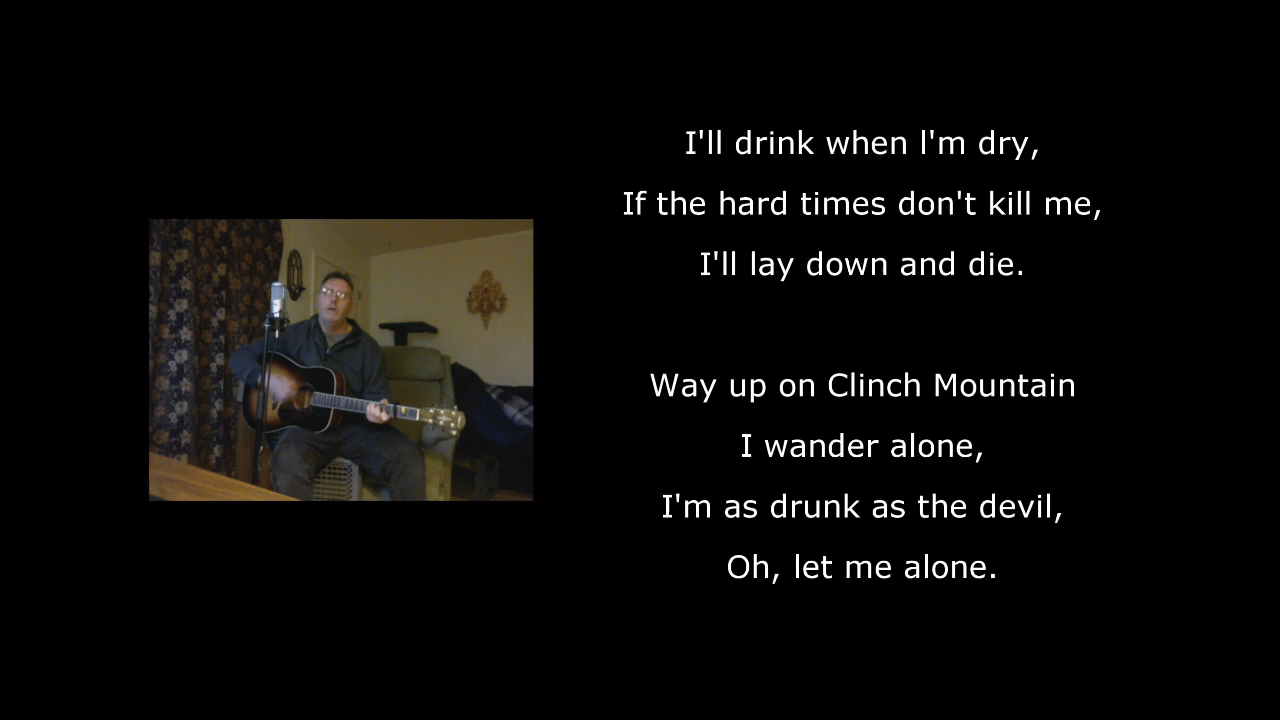 I'll drink when l'm dry,
If the hard times don't kill me,
I'll lay down and die.
Way up on Clinch Mountain
I wander alone,
I'm as drunk as the devil,
Oh, let me alone.